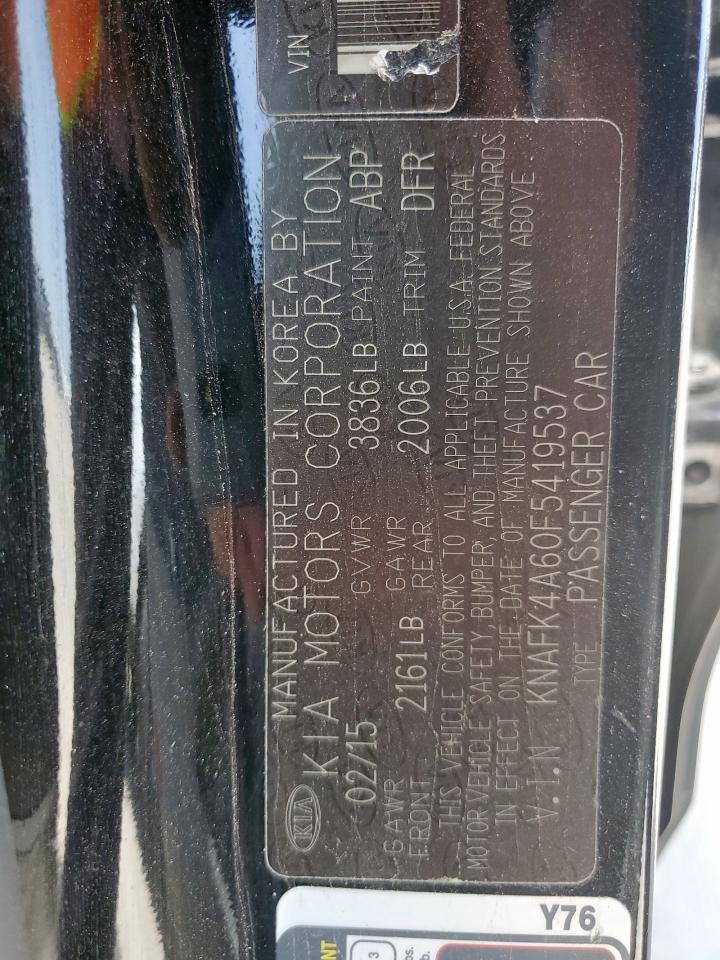 VIN
MANUFACTURED IN KOREA BY
KIA MOTORS CORPORATION
KIA
02/15 GVWR 3836LB PAINT ABP
GAWR FRONT 2161LB GAWR REAR 2006LB TRIM DFR
THIS VEHICLE CONFORMS TO ALL APPLICABLE U.S.A. FEDERAL
MOTOR VEHICLE SAFETY, BUMPER, AND THEFT PREVENTION STANDARDS
IN EFFECT ON THE DATE OF MANUFACTURE SHOWN ABOVE
V.I.N KNAFK4A60F5419537
TYPE PASSENGER CAR
Y76
3